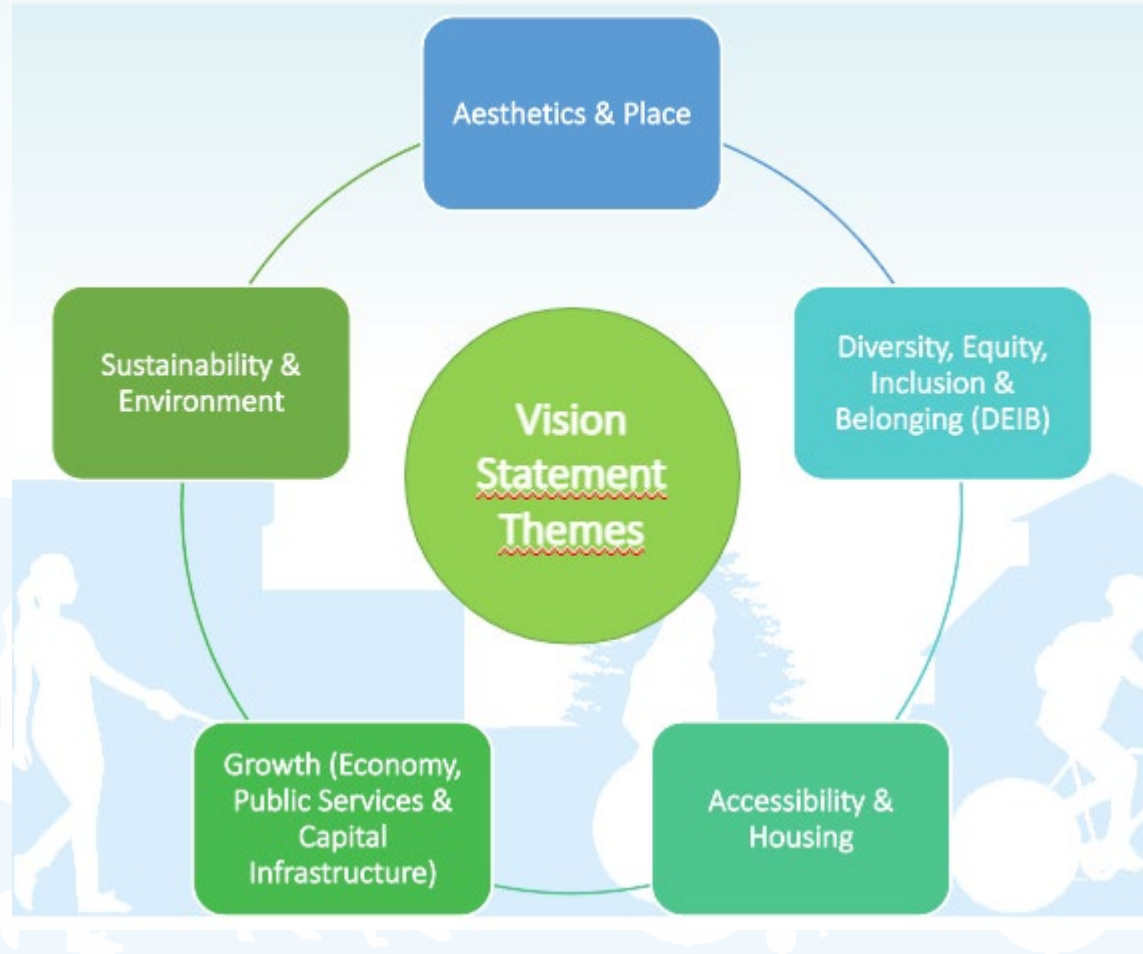 Aesthetics & Place
Diversity, Equity,
Inclusion &
Belonging (DEIB)
Accessibility &
Housing
Growth (Economy,
Public Services &
Capital
Infrastructure)
Sustainability &
Environment
Vision
Statement
Themes